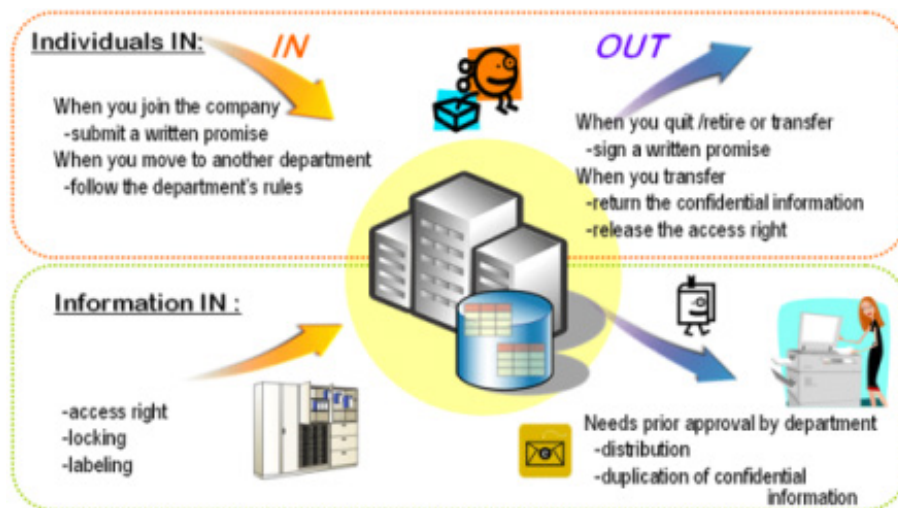 Individuals IN:
IN
When you join the company
-submit a written promise
When you move to another department
-follow the department's rules
OUT
When you quit /retire or transfer
-sign a written promise
When you transfer
-return the confidential information
-release the access right
Information IN :
-access right
-locking
-labeling
Needs prior approval by department
-distribution
-duplication of confidential
information